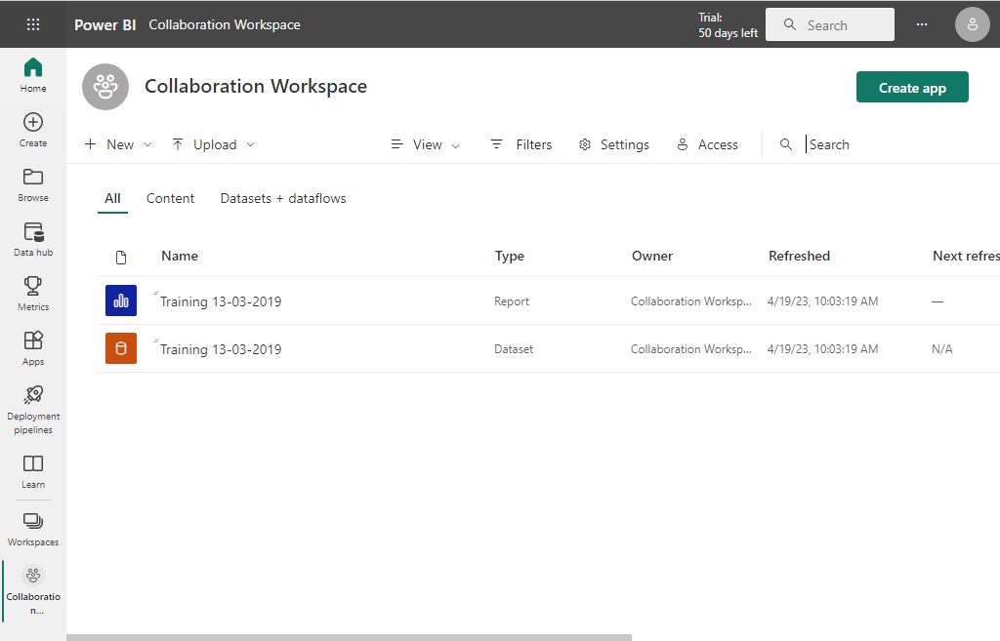 Power BI Collaboration Workspace
Trial:
50 days left
Search
Home
Create
Browse
Data hub
Metrics
Apps
Deployment
pipelines
Learn
Workspaces
Collaboratio
n...
Collaboration Workspace
Create app
New Upload View Filters Settings Access Search
All Content Datasets + dataflows
Name Type Owner Refreshed Next refres
Training 13-03-2019 Report Collaboration Worksp... 4/19/23, 10:03:19 AM —
Training 13-03-2019 Dataset Collaboration Worksp... 4/19/23, 10:03:19 AM N/A